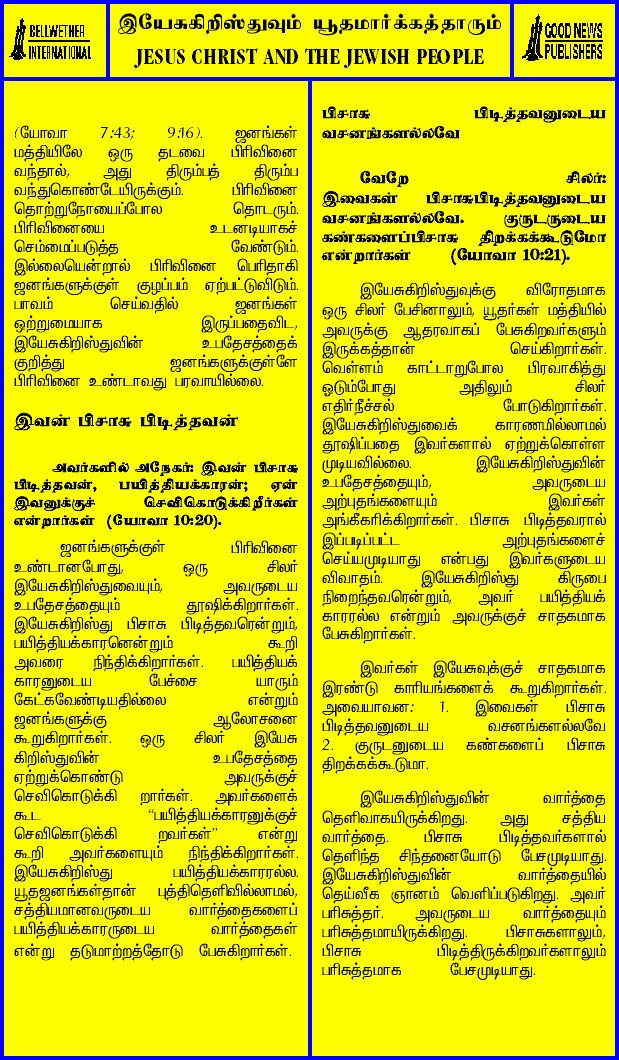 BELLWETHER
INTERNATIONAL
இயேசுகிறிஸ்துவும் யூதமார்க்கத்தாரும்
JESUS CHRIST AND THE JEWISH PEOPLE
GOOD NEWS
PUBLISHERS
(யோவா 7:43; 9:16). ஜனங்கள்
மத்தியிலே ஒரு தடவை பிரிவினை
வந்தால், அது திரும்பத் திரும்ப
வந்துகொண்டேயிருக்கும். பிரிவினை
தொற்றுநோயைப்போல தொடரும்.
பிரிவினையை உடனடியாகச்
செம்மைப்படுத்த வேண்டும்.
இல்லையென்றால் பிரிவினை பெரிதாகி
ஜனங்களுக்குள் குழப்பம் ஏற்பட்டுவிடும்.
பாவம் செய்வதில் ஜனங்கள்
ஒற்றுமையாக இருப்பதைவிட,
இயேசுகிறிஸ்துவின் உபதேசத்தைக்
குறித்து ஜனங்களுக்குள்ளே
பிரிவினை உண்டாவது பரவாயில்லை.
இவன் பிசாசு பிடித்தவன்
அவர்களில் அநேகர்: இவன் பிசாசு
பிடித்தவன், பயித்தியக்காரன்; ஏன்
இவனுக்குச் செவிகொடுக்கிறீர்கள்
என்றார்கள் (யோவா 10:20).
ஜனங்களுக்குள் பிரிவினை
உண்டானபோது, ஒரு சிலர்
இயேசுகிறிஸ்துவையும், அவருடைய
உபதேசத்தையும் தூஷிக்கிறார்கள்.
இயேசுகிறிஸ்து பிசாசு பிடித்தவரென்றும்,
பயித்தியக்காரனென்றும் கூறி
அவரை நிந்திக்கிறார்கள். பயித்தியக்
காரனுடைய பேச்சை யாரும்
கேட்கவேண்டியதில்லை என்றும்
ஜனங்களுக்கு ஆலோசனை
கூறுகிறார்கள். ஒரு சிலர் இயேசு
கிறிஸ்துவின் உபதேசத்தை
ஏற்றுக்கொண்டு அவருக்குச்
செவிகொடுக்கி றார்கள். அவர்களைக்
கூட “பயித்தியக்காரனுக்குச்
செவிகொடுக்கி றவர்கள்” என்று
கூறி அவர்களையும் நிந்திக்கிறார்கள்.
இயேசுகிறிஸ்து பயித்தியக்காரரல்ல.
யூதஜனங்கள்தான் புத்திதெளிவில்லாமல்,
சத்தியமானவருடைய வார்த்தைகளைப்
பயித்தியக்காரருடைய வார்த்தைகள்
என்று தடுமாற்றத்தோடு பேசுகிறார்கள்.
பிசாசு பிடித்தவனுடைய
வசனங்களல்லவே
வேறே சிலர்:
இவைகள் பிசாசுபிடித்தவனுடைய
வசனங்களல்லவே. குருடருடைய
கண்களைப்பிசாசு திறக்கக்கூடுமோ
என்றார்கள் (யோவா 10:21).
இயேசுகிறிஸ்துவுக்கு விரோதமாக
ஒரு சிலர் பேசினாலும், யூதர்கள் மத்தியில்
அவருக்கு ஆதரவாகப் பேசுகிறவர்களும்
இருக்கத்தான் செய்கிறார்கள்.
வெள்ளம் காட்டாறுபோல பிரவாகித்து
ஓடும்போது அதிலும் சிலர்
எதிர்நீச்சல் போடுகிறார்கள்.
இயேசுகிறிஸ்துவைக் காரணமில்லாமல்
தூஷிப்பதை இவர்களால் ஏற்றுக்கொள்ள
முடியவில்லை. இயேசுகிறிஸ்துவின்
உபதேசத்தையும், அவருடைய
அற்புதங்களையும் இவர்கள்
அங்கீகரிக்கிறார்கள். பிசாசு பிடித்தவரால்
இப்படிப்பட்ட அற்புதங்களைச்
செய்யமுடியாது என்பது இவர்களுடைய
விவாதம். இயேசுகிறிஸ்து கிருபை
நிறைந்தவரென்றும், அவர் பயித்தியக்
காரரல்ல என்றும் அவருக்குச் சாதகமாக
பேசுகிறார்கள்.
இவர்கள் இயேசுவுக்குச் சாதகமாக
இரண்டு காரியங்களைக் கூறுகிறார்கள்.
அவையாவன: 1. இவைகள் பிசாசு
பிடித்தவனுடைய வசனங்களல்லவே
2. குருடனுடைய கண்களைப் பிசாசு
திறக்கக்கூடுமா.
இயேசுகிறிஸ்துவின் வார்த்தை
தெளிவாகயிருக்கிறது. அது சத்திய
வார்த்தை. பிசாசு பிடித்தவர்களால்
தெளிந்த சிந்தனையோடு பேசமுடியாது.
இயேசுகிறிஸ்துவின் வார்த்தையில்
தெய்வீக ஞானம் வெளிப்படுகிறது. அவர்
பரிசுத்தர். அவருடைய வார்த்தையும்
பரிசுத்தமாயிருக்கிறது. பிசாசுகளாலும்,
பிசாசு பிடித்திருக்கிறவர்களாலும்
பரிசுத்தமாக பேசமுடியாது.